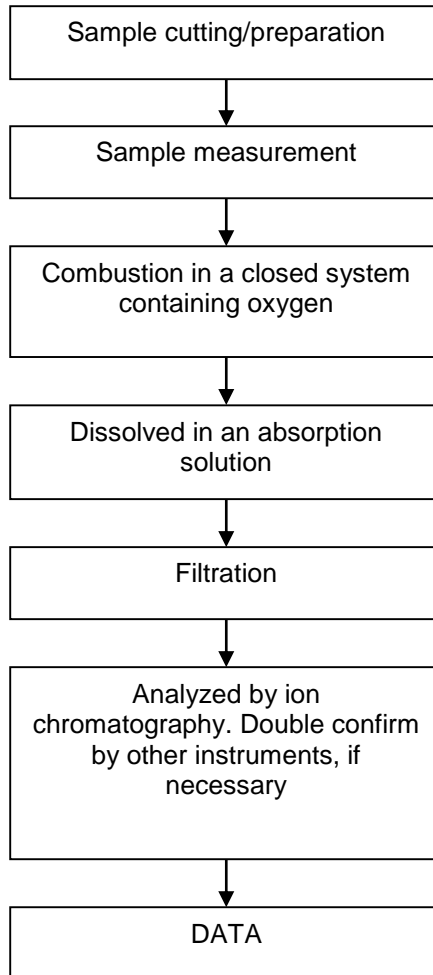 Sample cutting/preparation
Sample measurement
Combustion in a closed system
containing oxygen
Dissolved in an absorption
solution
Filtration
Analyzed by ion
chromatography. Double confirm
by other instruments, if
necessary
DATA